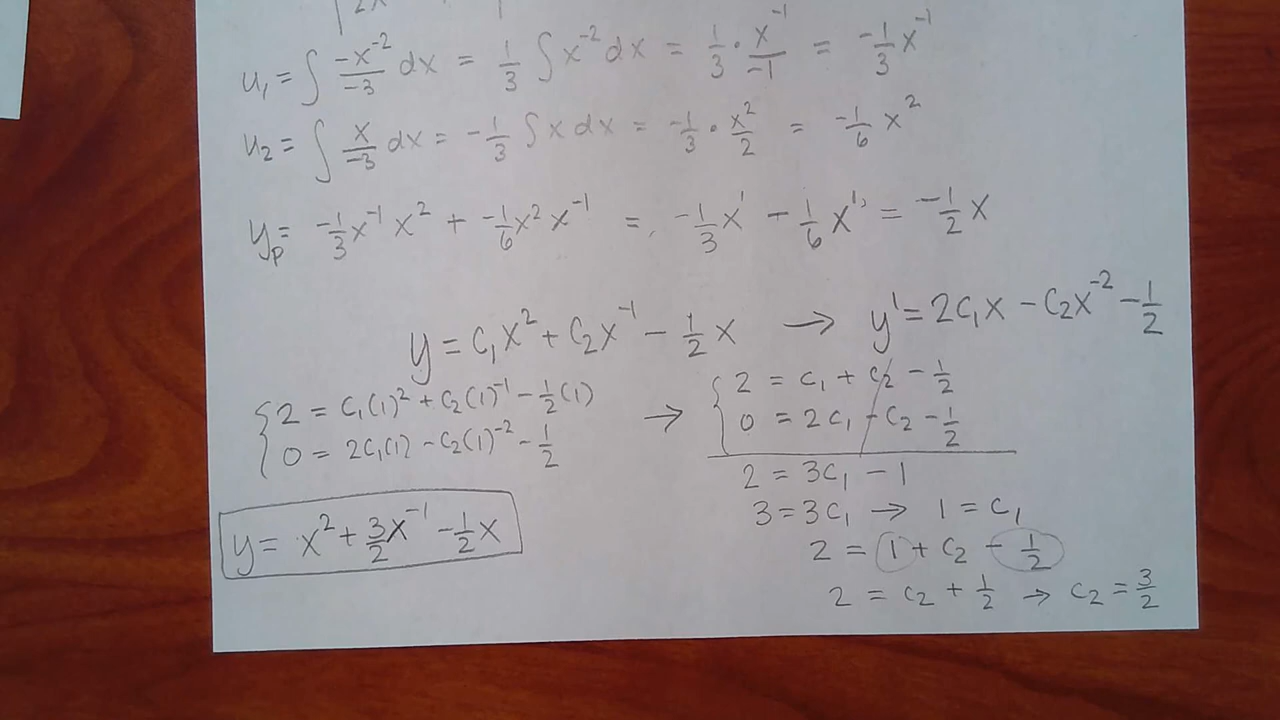 2x
u₁ = ∫ -x⁻²/-3 dx = 1/3 ∫ x⁻² dx = 1/3 · x⁻¹/-1 = -1/3 x⁻¹
u₂ = ∫ x/-3 dx = -1/3 ∫ x dx = -1/3 · x²/2 = -1/6 x²
yₚ = -1/3 x⁻¹ x² + -1/6 x² x⁻¹ = -1/3 x¹ - 1/6 x¹ = -1/2 x
y = c₁x² + c₂x⁻¹ - 1/2 x → y' = 2c₁x - c₂x⁻² - 1/2
{ 2 = c₁(1)² + c₂(1)⁻¹ - 1/2 (1)
0 = 2c₁(1) - c₂(1)⁻² - 1/2
→ { 2 = c₁ + c₂ - 1/2
0 = 2c₁ - c₂ - 1/2
2 = 3c₁ - 1
3 = 3c₁ → 1 = c₁
2 = 1 + c₂ - 1/2
2 = c₂ + 1/2 → c₂ = 3/2
y = x² + 3/2 x⁻¹ - 1/2 x